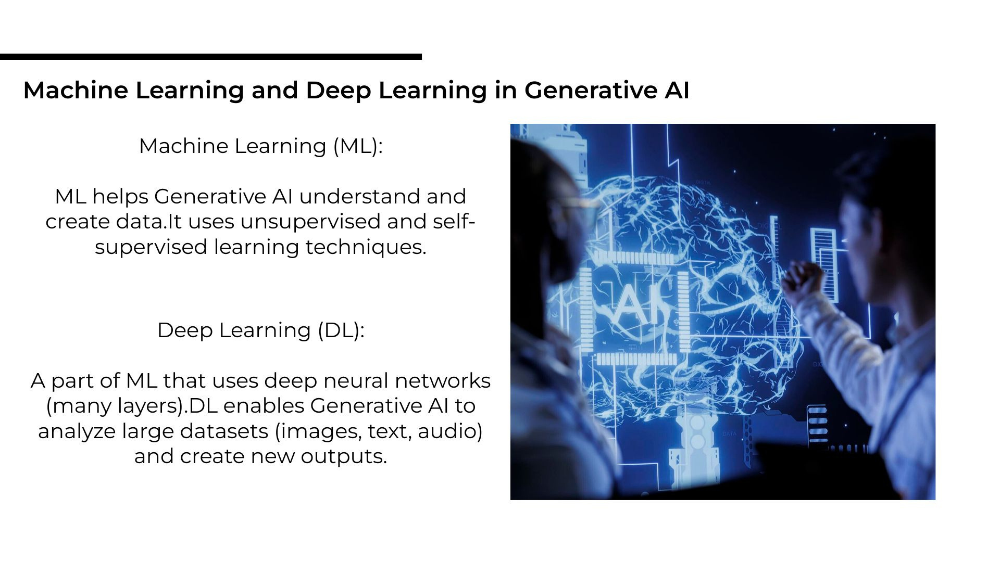 Machine Learning and Deep Learning in Generative AI
Machine Learning (ML):
ML helps Generative AI understand and
create data.It uses unsupervised and self-
supervised learning techniques.
Deep Learning (DL):
A part of ML that uses deep neural networks
(many layers).DL enables Generative AI to
analyze large datasets (images, text, audio)
and create new outputs.
DIGITAL
DIGITAL
AI
DATA